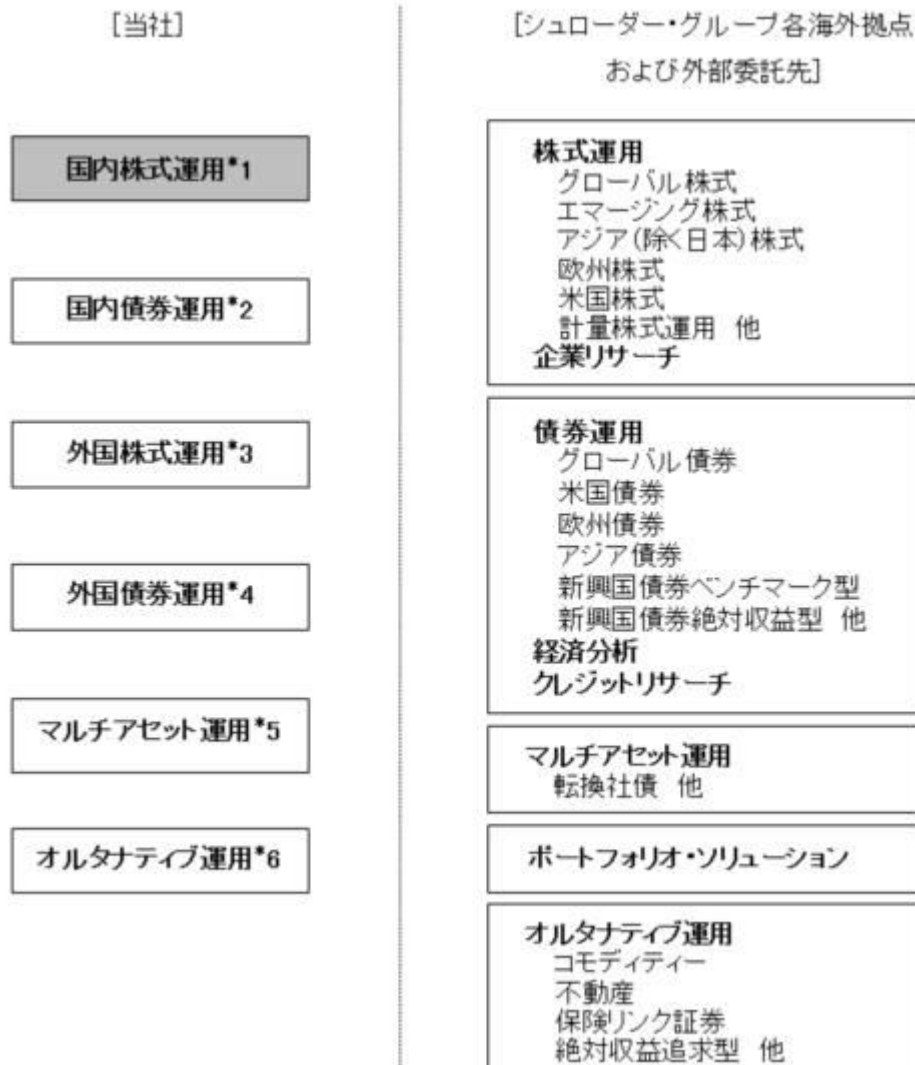 [当社]
国内株式運用*1
国内債券運用*2
外国株式運用*3
外国債券運用*4
マルチアセット運用*5
オルタナティブ運用*6
[シュローダー・グループ各海外拠点
および外部委託先]
株式運用
グローバル株式
エマージング株式
アジア(除く日本)株式
欧州株式
米国株式
計量株式運用 他
企業リサーチ
債券運用
グローバル債券
米国債券
欧州債券
アジア債券
新興国債券ベンチマーク型
新興国債券絶対収益型 他
経済分析
クレジットリサーチ
マルチアセット運用
転換社債 他
ポートフォリオ・ソリューション
オルタナティブ運用
コモディティー
不動産
保険リンク証券
絶対収益追求型 他